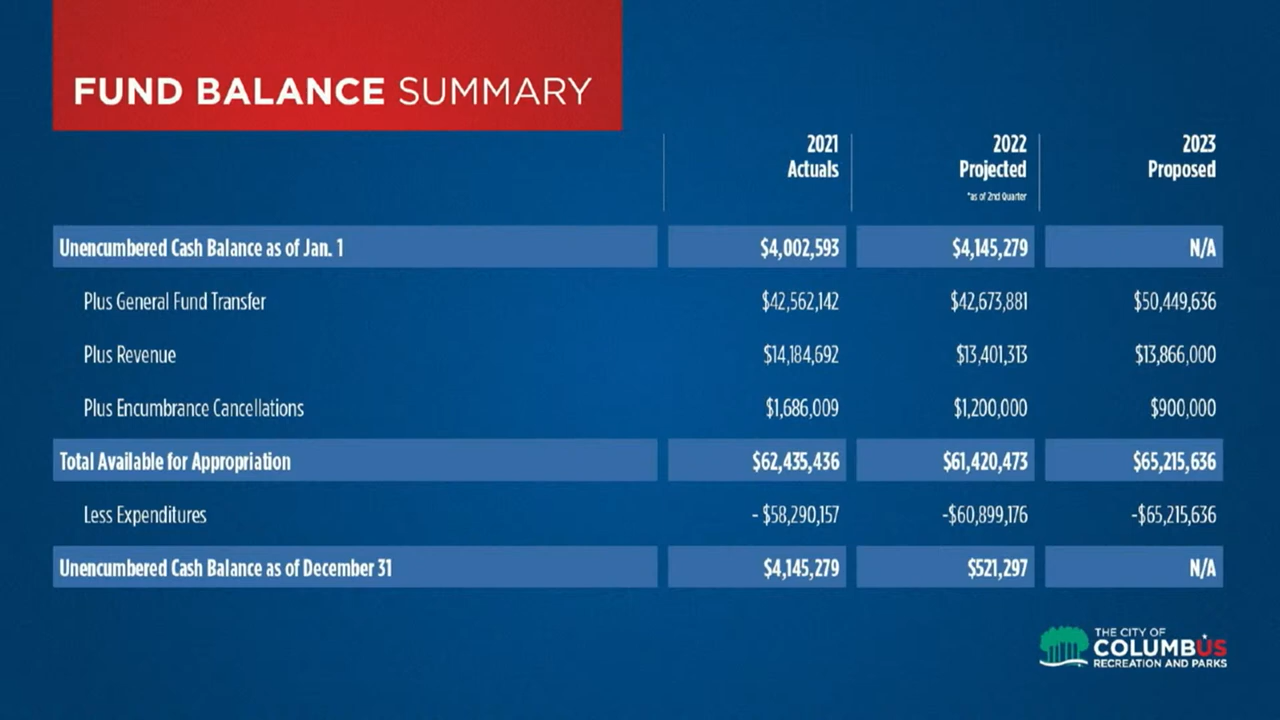 FUND BALANCE SUMMARY
2021 Actuals
2022 Projected
*as of 2nd Quarter
2023 Proposed
Unencumbered Cash Balance as of Jan. 1 $4,002,593 $4,145,279 N/A
Plus General Fund Transfer $42,562,142 $42,673,881 $50,449,636
Plus Revenue $14,184,692 $13,401,313 $13,866,000
Plus Encumbrance Cancellations $1,686,009 $1,200,000 $900,000
Total Available for Appropriation $62,435,436 $61,420,473 $65,215,636
Less Expenditures - $58,290,157 -$60,899,176 -$65,215,636
Unencumbered Cash Balance as of December 31 $4,145,279 $521,297 N/A
THE CITY OF
COLUMBUS
RECREATION AND PARKS